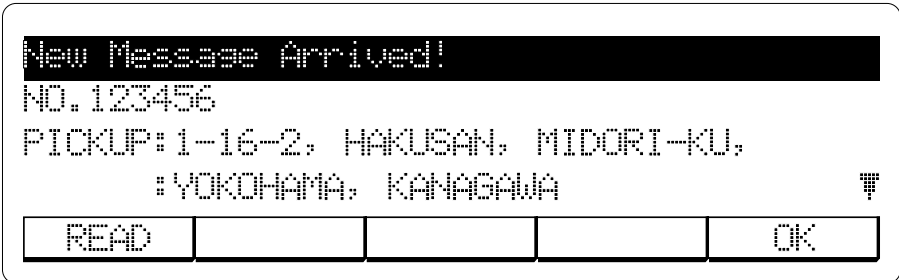 New Message Arrived!
NO.123456
PICKUP:1-16-2, HAKUSAN, MIDORI-KU,
:YOKOHAMA, KANAGAWA
READ OK